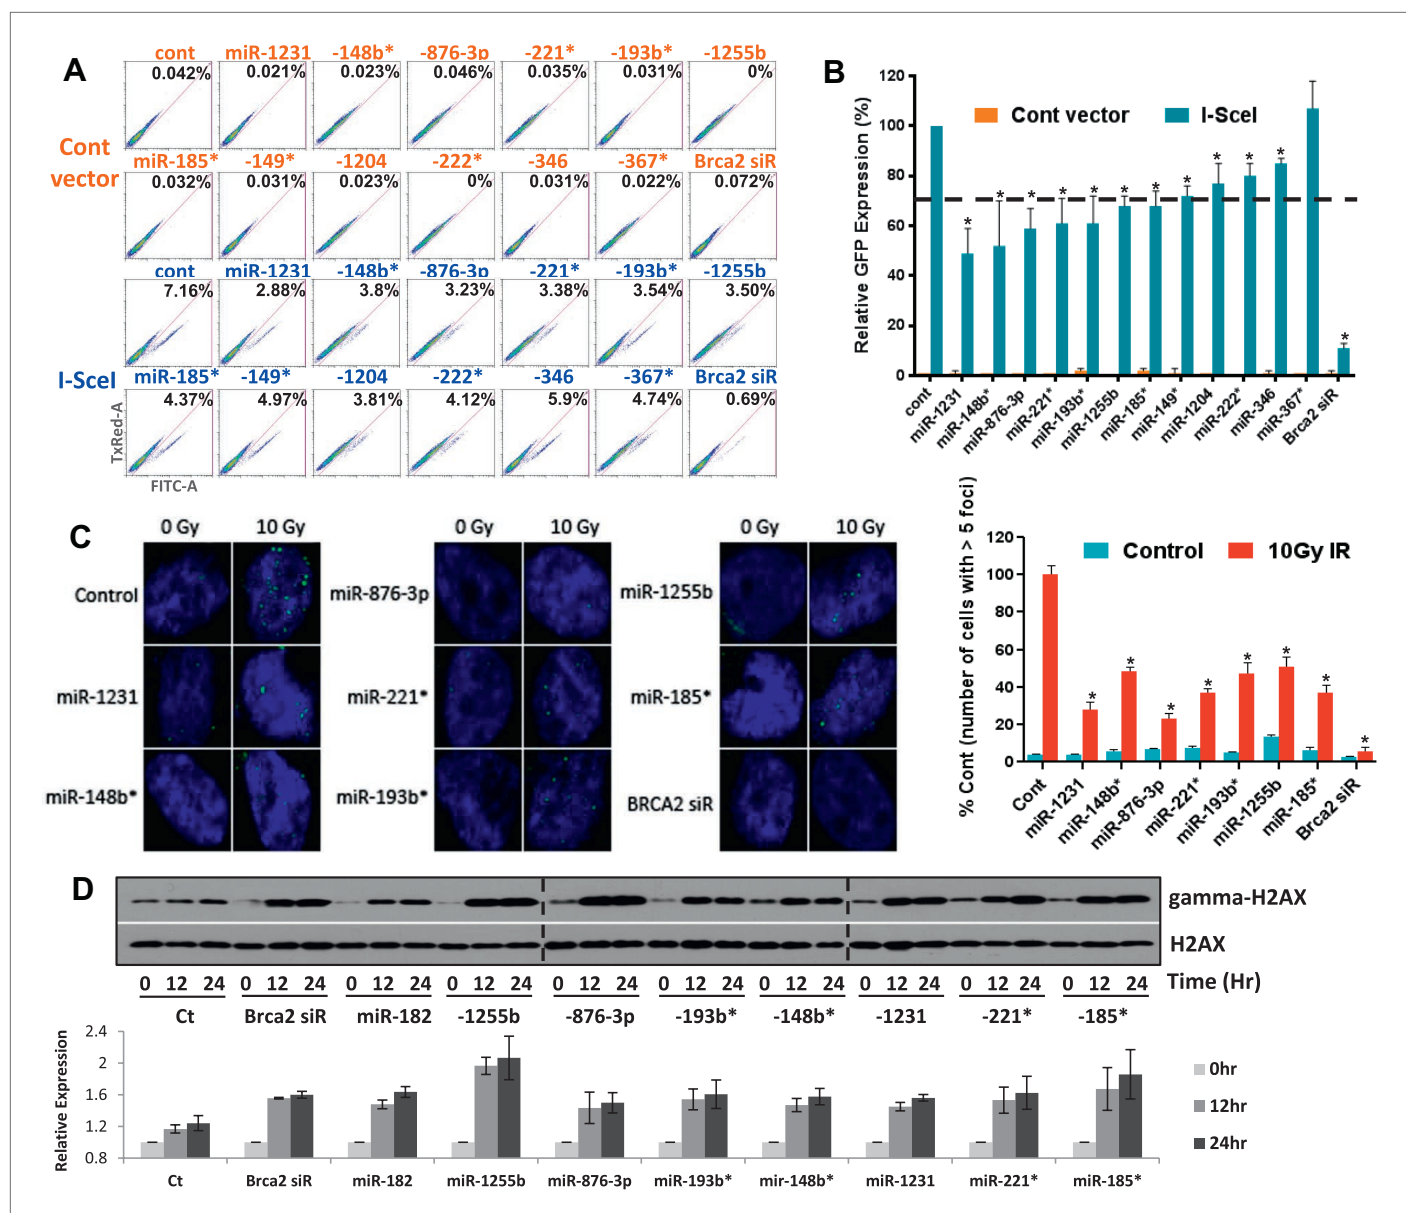 A
cont miR-1231 -148b* -876-3p -221* -193b* -1255b
0.042% 0.021% 0.023% 0.046% 0.035% 0.031% 0%
Cont
vector
miR-185* -149* -1204 -222* -346 -367* Brca2 siR
0.032% 0.031% 0.023% 0% 0.031% 0.022% 0.072%
cont miR-1231 -148b* -876-3p -221* -193b* -1255b
7.16% 2.88% 3.8% 3.23% 3.38% 3.54% 3.50%
I-SceI
miR-185* -149* -1204 -222* -346 -367* Brca2 siR
4.37% 4.97% 3.81% 4.12% 5.9% 4.74% 0.69%
TxRed-A
FITC-A
B
Relative GFP Expression (%)
120
100
80
60
40
20
0
Cont vector I-SceI
* * * * * * * * * * * *
cont miR-1231 miR-148b* miR-876-3p miR-221* miR-193b* miR-1255b miR-185* miR-149* miR-1204 miR-222* miR-346 miR-367* Brca2 siR
C
0 Gy 10 Gy 0 Gy 10 Gy 0 Gy 10 Gy
Control miR-876-3p miR-1255b
miR-1231 miR-221* miR-185*
miR-148b* miR-193b* BRCA2 siR
% Cont (number of cells with > 5 foci)
120
100
80
60
40
20
0
Control 10Gy IR
* * * * * * * *
Cont miR-1231 miR-148b* miR-876-3p miR-221* miR-193b* miR-1255b miR-185* Brca2 siR
D
gamma-H2AX
H2AX
0 12 24 0 12 24 0 12 24 0 12 24 0 12 24 0 12 24 0 12 24 0 12 24 0 12 24 0 12 24 Time (Hr)
Ct Brca2 siR miR-182 -1255b -876-3p -193b* -148b* -1231 -221* -185*
Relative Expression
2.4
2
1.6
1.2
0.8
0hr
12hr
24hr
Ct Brca2 siR miR-182 miR-1255b miR-876-3p miR-193b* mir-148b* miR-1231 miR-221* miR-185*